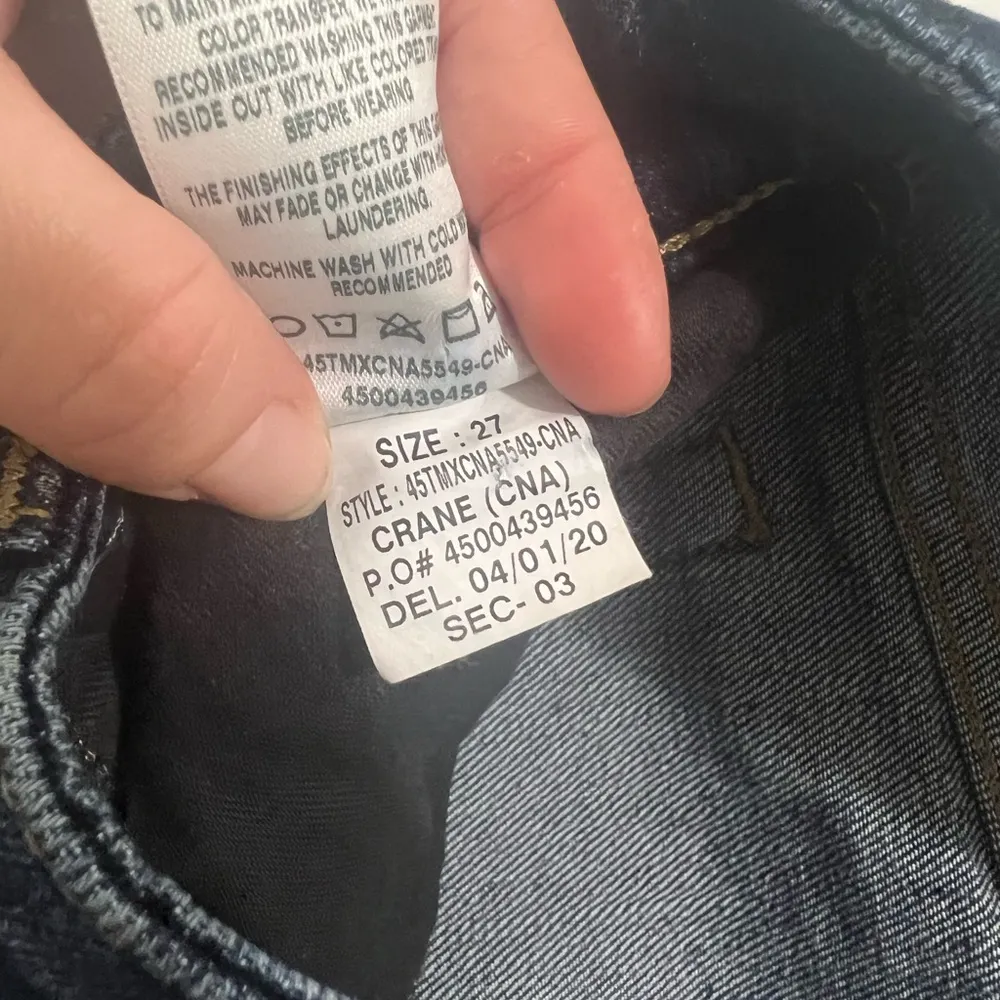 TO MAINTAIN
COLOR TRANSFER
RECOMMENDED WASHING THIS GARMENT
INSIDE OUT WITH LIKE COLORED
BEFORE WEARING
THE FINISHING EFFECTS OF THIS
MAY FADE OR CHANGE WITH
LAUNDERING.
MACHINE WASH WITH COLD
RECOMMENDED
45TMXCNA5549-CNA
4500439456
SIZE : 27
STYLE : 45TMXCNA5549-CNA
CRANE (CNA)
P.O# 4500439456
DEL. 04/01/20
SEC- 03